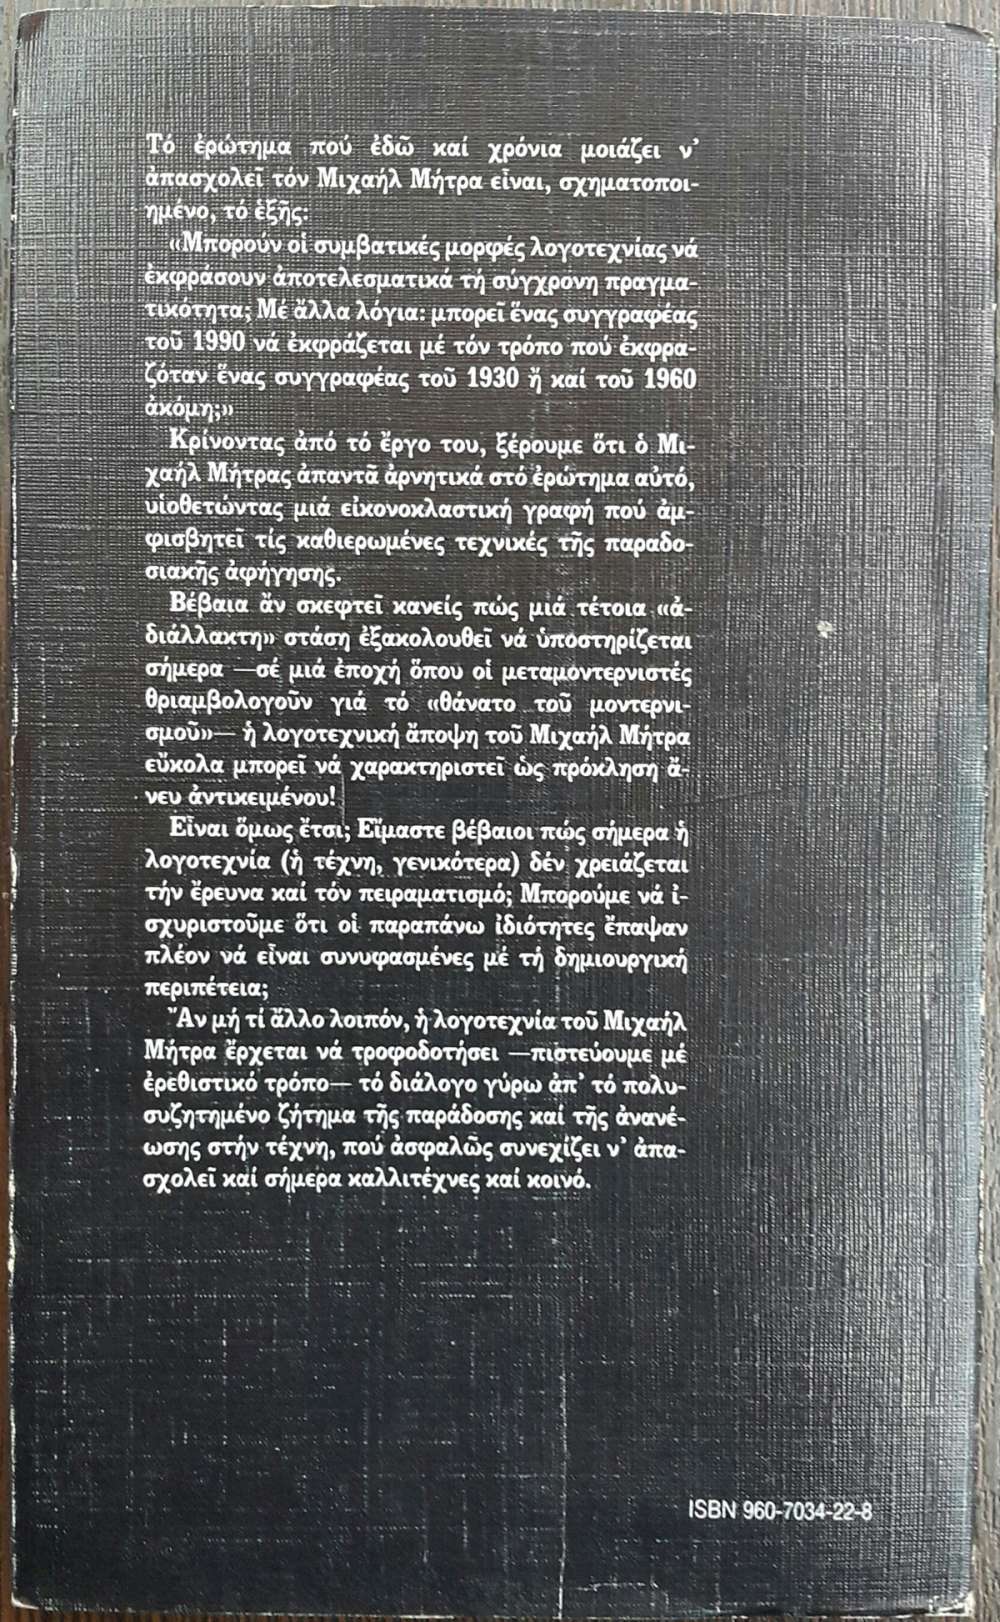 Τό ἐρώτημα πού ἐδῶ καί χρόνια μοιάζει ν’
ἀπασχολεῖ τόν Μιχαήλ Μήτρα εἶναι, σχηματοποι-
ημένο, τό ἑξῆς:
«Μποροῦν οἱ συμβατικές μορφές λογοτεχνίας νά
ἐκφράσουν ἀποτελεσματικά τή σύγχρονη πραγμα-
τικότητα; Μέ ἄλλα λόγια: μπορεῖ ἕνας συγγραφέας
τοῦ 1990 νά ἐκφράζεται μέ τόν τρόπο πού ἐκφρα-
ζόταν ἕνας συγγραφέας τοῦ 1930 ἤ καί τοῦ 1960
ἀκόμη;»
Κρίνοντας ἀπό τό ἔργο του, ξέρουμε ὅτι ὁ Μι-
χαήλ Μήτρας ἀπαντᾶ ἀρνητικά στό ἐρώτημα αὐτό,
υἱοθετώντας μιά εἰκονοκλαστική γραφή πού ἀμ-
φισβητεῖ τίς καθιερωμένες τεχνικές τῆς παραδο-
σιακῆς ἀφήγησης.
Βέβαια ἄν σκεφτεῖ κανείς πώς μιά τέτοια «ἀ-
διάλλακτη» στάση ἐξακολουθεῖ νά ὑποστηρίζεται
σήμερα —σέ μιά ἐποχή ὅπου οἱ μεταμοντερνιστές
θριαμβολογοῦν γιά τό «θάνατο τοῦ μοντερνι-
σμοῦ»— ἡ λογοτεχνική ἄποψη τοῦ Μιχαήλ Μήτρα
εὔκολα μπορεῖ νά χαρακτηριστεῖ ὡς πρόκληση ἄ-
νευ ἀντικειμένου!
Εἶναι ὅμως ἔτσι; Εἴμαστε βέβαιοι πώς σήμερα ἡ
λογοτεχνία (ἡ τέχνη, γενικότερα) δέν χρειάζεται
τήν ἔρευνα καί τόν πειραματισμό; Μπορούμε νά ἰ-
σχυριστοῦμε ὅτι οἱ παραπάνω ἰδιότητες ἔπαψαν
πλέον νά εἶναι συνυφασμένες μέ τή δημιουργική
περιπέτεια;
Ἄν μή τί ἄλλο λοιπόν, ἡ λογοτεχνία τοῦ Μιχαήλ
Μήτρα ἔρχεται νά τροφοδοτήσει —πιστεύουμε μέ
ἐρεθιστικό τρόπο— τό διάλογο γύρω ἀπ’ τό πολυ-
συζητημένο ζήτημα τῆς παράδοσης καί τῆς ἀνανέ-
ωσης στήν τέχνη, πού ἀσφαλῶς συνεχίζει ν’ ἀπα-
σχολεῖ καί σήμερα καλλιτέχνες καί κοινό.
ISBN 960-7034-22-8